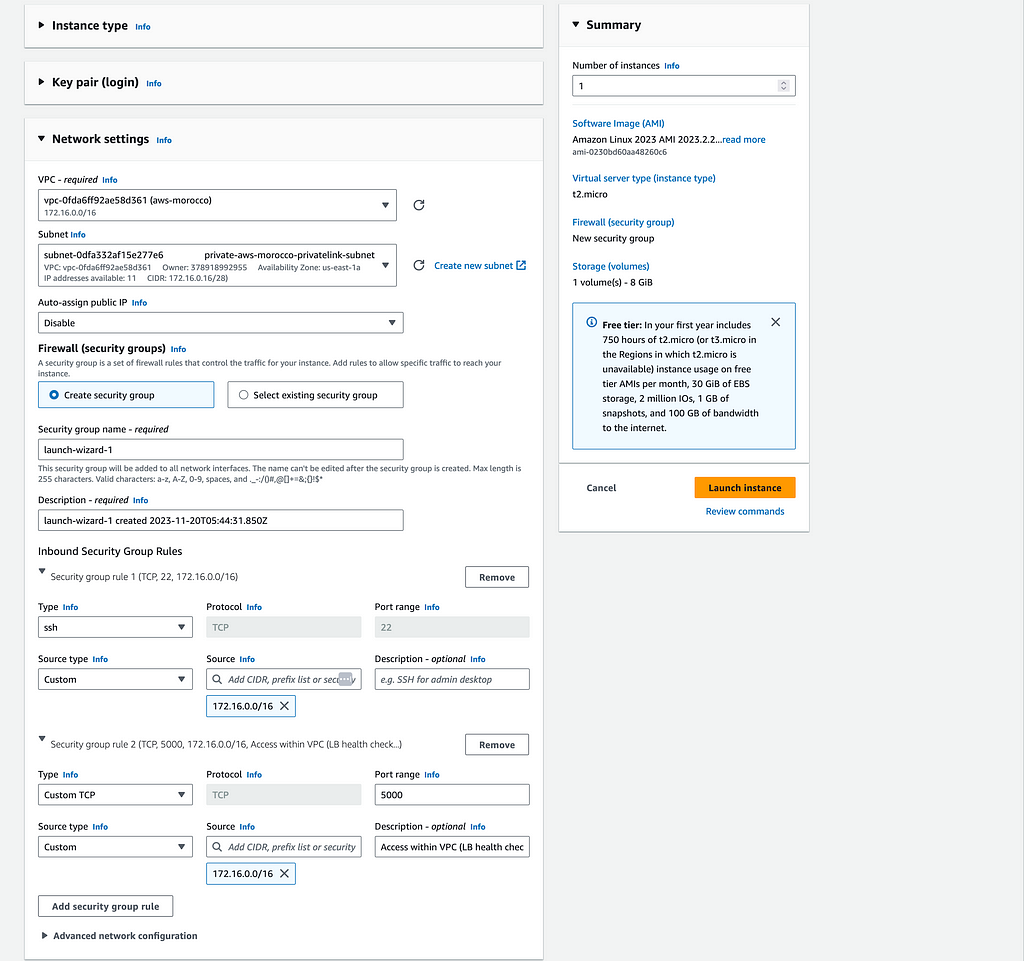 Instance type Info
Key pair (login) Info
Network settings Info
VPC - required Info
vpc-0fda6ff92ae58d361 (aws-morocco)
172.16.0.0/16
Subnet Info
subnet-0dfa332af15e277e6 private-aws-morocco-privatelink-subnet
VPC: vpc-0fda6ff92ae58d361 Owner: 378918992955 Availability Zone: us-east-1a
IP addresses available: 11 CIDR: 172.16.0.16/28)
Create new subnet
Auto-assign public IP Info
Disable
Firewall (security groups) Info
A security group is a set of firewall rules that control the traffic for your instance. Add rules to allow specific traffic to reach your
instance.
Create security group
Select existing security group
Security group name - required
launch-wizard-1
This security group will be added to all network interfaces. The name can't be edited after the security group is created. Max length is
255 characters. Valid characters: a-z, A-Z, 0-9, spaces, and ._-:/()#,@[]+=&;{}!$*
Description - required Info
launch-wizard-1 created 2023-11-20T05:44:31.850Z
Inbound Security Group Rules
Security group rule 1 (TCP, 22, 172.16.0.0/16)
Remove
Type Info
Protocol Info
Port range Info
ssh
TCP
22
Source type Info
Source Info
Description - optional Info
Custom
Add CIDR, prefix list or
e.g. SSH for admin desktop
172.16.0.0/16
Security group rule 2 (TCP, 5000, 172.16.0.0/16, Access within VPC (LB health check...)
Remove
Type Info
Protocol Info
Port range Info
Custom TCP
TCP
5000
Source type Info
Source Info
Description - optional Info
Custom
Add CIDR, prefix list or security
Access within VPC (LB health chec
172.16.0.0/16
Add security group rule
Advanced network configuration
Summary
Number of instances Info
1
Software Image (AMI)
Amazon Linux 2023 AMI 2023.2.2...read more
ami-0230bd60aa48260c6
Virtual server type (instance type)
t2.micro
Firewall (security group)
New security group
Storage (volumes)
1 volume(s) - 8 GiB
Free tier: In your first year includes
750 hours of t2.micro (or t3.micro in
the Regions in which t2.micro is
unavailable) instance usage on free
tier AMIs per month, 30 GiB of EBS
storage, 2 million IOs, 1 GB of
snapshots, and 100 GB of bandwidth
to the internet.
Cancel
Launch instance
Review commands